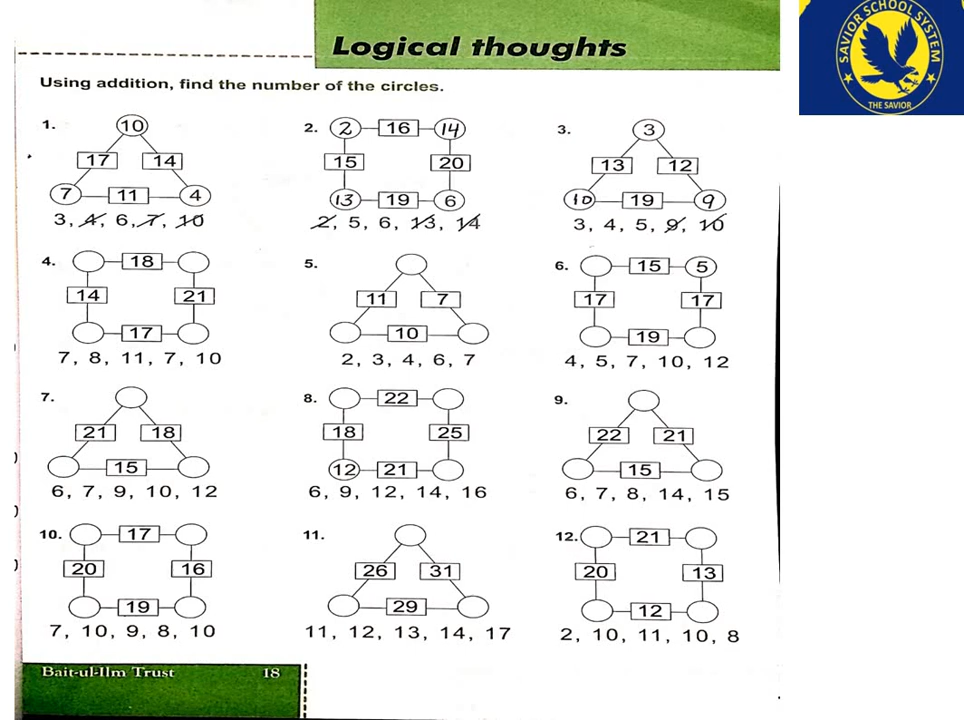 Logical thoughts
SAVIOR SCHOOL SYSTEM
THE SAVIOR
Using addition, find the number of the circles.
1. 10 17 14 7 11 4
3, 4, 6, 7, 10
2. 2 16 14 15 20 13 19 6
2, 5, 6, 13, 14
3. 3 13 12 10 19 9
3, 4, 5, 9, 10
4. 18 14 21 17
7, 8, 11, 7, 10
5. 11 7 10
2, 3, 4, 6, 7
6. 15 5 17 17 19
4, 5, 7, 10, 12
7. 21 18 15
6, 7, 9, 10, 12
8. 22 18 25 12 21
6, 9, 12, 14, 16
9. 22 21 15
6, 7, 8, 14, 15
10. 17 20 16 19
7, 10, 9, 8, 10
11. 26 31 29
11, 12, 13, 14, 17
12. 21 20 13 12
2, 10, 11, 10, 8
Bait-ul-Ilm Trust 18